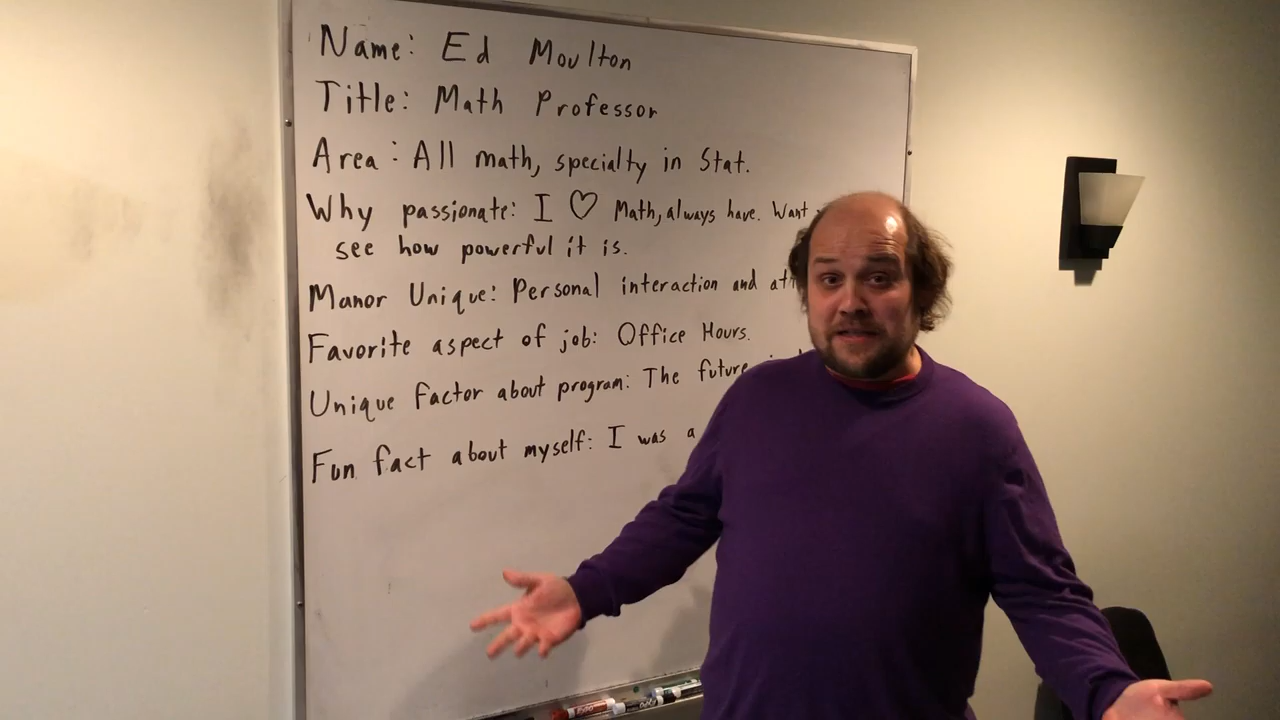 Name: Ed Moulton
Title: Math Professor
Area: All math, specialty in Stat.
Why passionate: I ♡ Math, always have. Want
see how powerful it is.
Manor Unique: Personal interaction and
Favorite aspect of job: Office Hours.
Unique factor about program: The future
Fun fact about myself: I was a